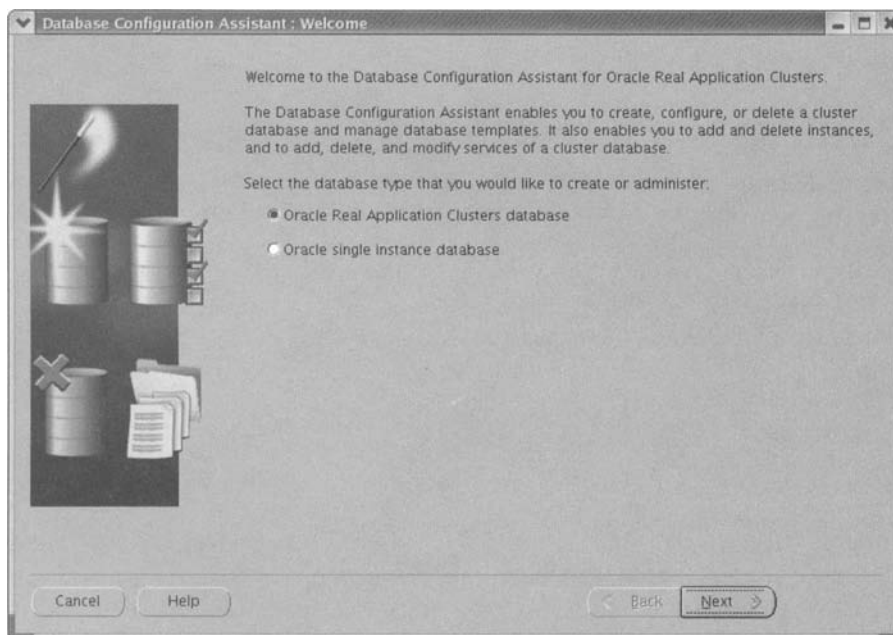 Database Configuration Assistant : Welcome
Welcome to the Database Configuration Assistant for Oracle Real Application Clusters.
The Database Configuration Assistant enables you to create, configure, or delete a cluster
database and manage database templates. It also enables you to add and delete instances,
and to add, delete, and modify services of a cluster database.
Select the database type that you would like to create or administer:
Oracle Real Application Clusters database
Oracle single instance database
Cancel
Help
Back
Next